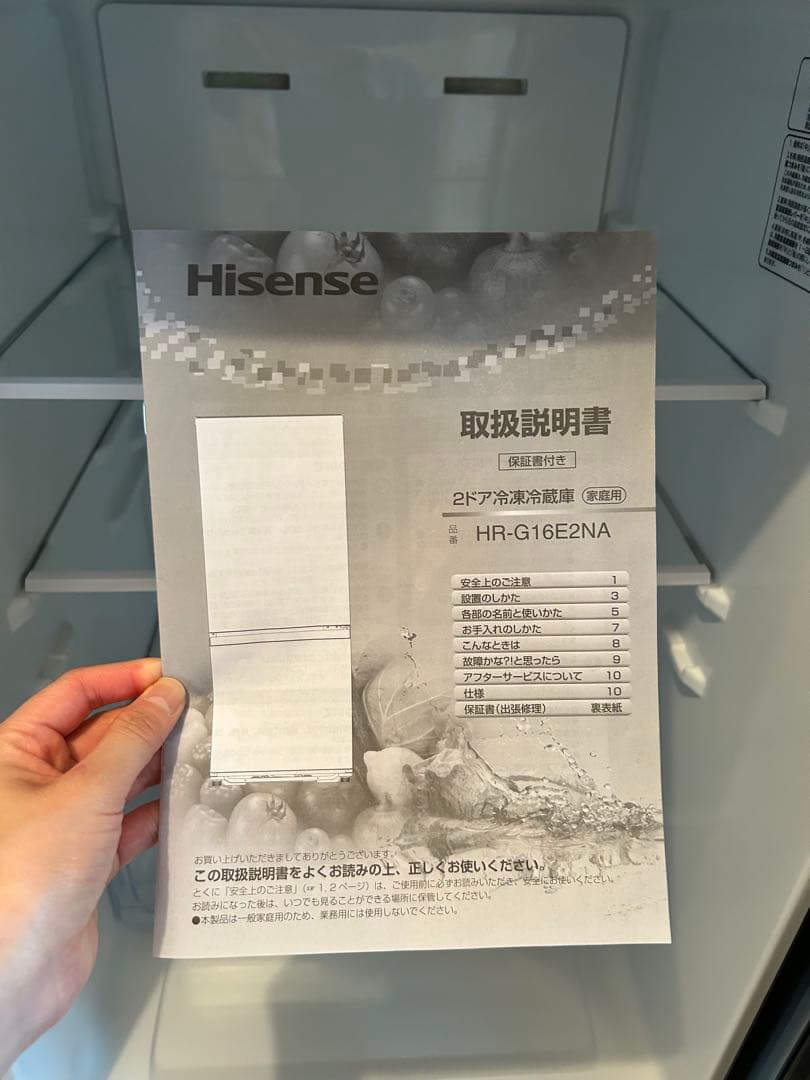 Hisense
取扱説明書
保証書付き
2ドア冷凍冷蔵庫 家庭用
品番 HR-G16E2NA
安全上のご注意 1
設置のしかた 3
各部の名前と使いかた 5
お手入れのしかた 7
こんなときは 8
故障かな?!と思ったら 9
アフターサービスについて 10
仕様 10
保証書(出張修理) 裏表紙
お買い上げいただきましてありがとうございます。
この取扱説明書をよくお読みの上、正しくお使いください。
とくに「安全上のご注意」(☞ 1, 2ページ)は、ご使用前に必ずお読みいただき、安全にお使いください。
お読みになった後は、いつでも見ることができる場所に保管してください。
●本製品は一般家庭用のため、業務用には使用しないでください。